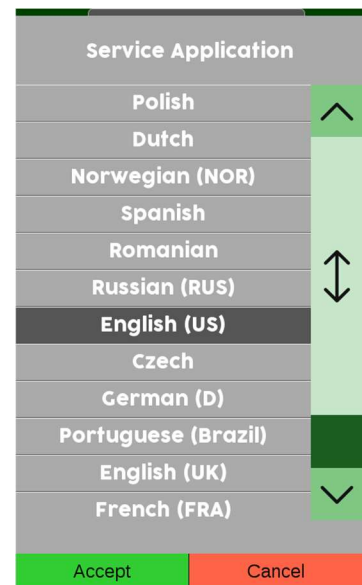 Service Application
Polish
Dutch
Norwegian (NOR)
Spanish
Romanian
Russian (RUS)
English (US)
Czech
German (D)
Portuguese (Brazil)
English (UK)
French (FRA)
Accept Cancel